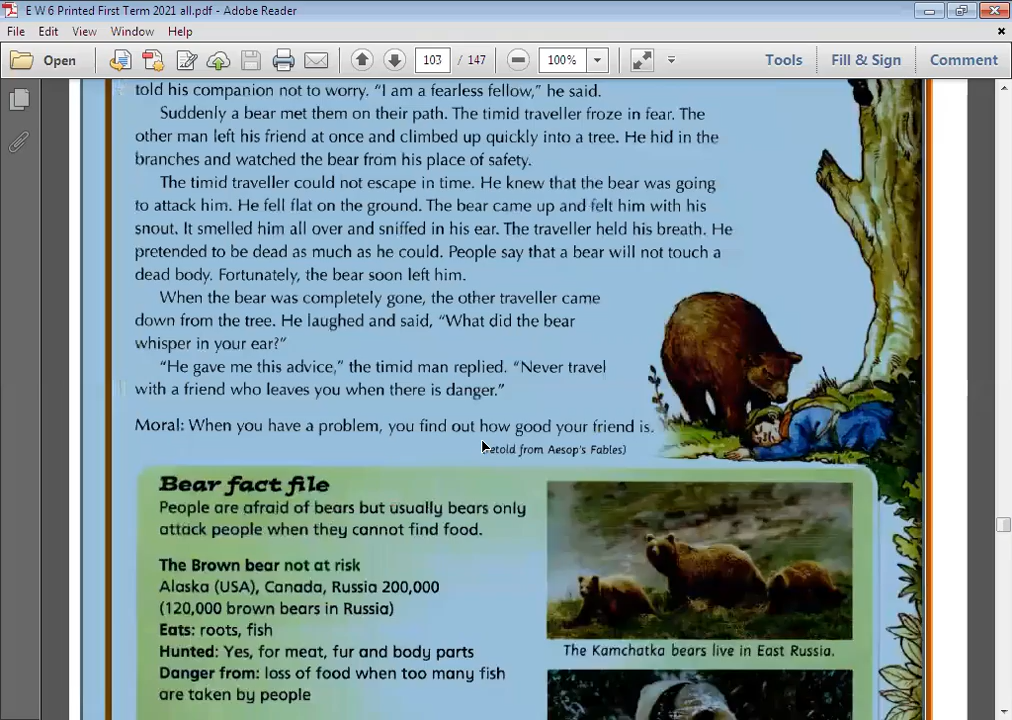 E W 6 Printed First Term 2021 all.pdf - Adobe Reader
File Edit View Window Help
Open 103 / 147 100% Tools Fill & Sign Comment
told his companion not to worry. “I am a fearless fellow,” he said.
Suddenly a bear met them on their path. The timid traveller froze in fear. The
other man left his friend at once and climbed up quickly into a tree. He hid in the
branches and watched the bear from his place of safety.
The timid traveller could not escape in time. He knew that the bear was going
to attack him. He fell flat on the ground. The bear came up and felt him with his
snout. It smelled him all over and sniffed in his ear. The traveller held his breath. He
pretended to be dead as much as he could. People say that a bear will not touch a
dead body. Fortunately, the bear soon left him.
When the bear was completely gone, the other traveller came
down from the tree. He laughed and said, “What did the bear
whisper in your ear?”
“He gave me this advice,” the timid man replied. “Never travel
with a friend who leaves you when there is danger.”
Moral: When you have a problem, you find out how good your friend is.
etold from Aesop's Fables)
Bear fact file
People are afraid of bears but usually bears only
attack people when they cannot find food.
The Brown bear not at risk
Alaska (USA), Canada, Russia 200,000
(120,000 brown bears in Russia)
Eats: roots, fish
Hunted: Yes, for meat, fur and body parts
Danger from: loss of food when too many fish
are taken by people
The Kamchatka bears live in East Russia.